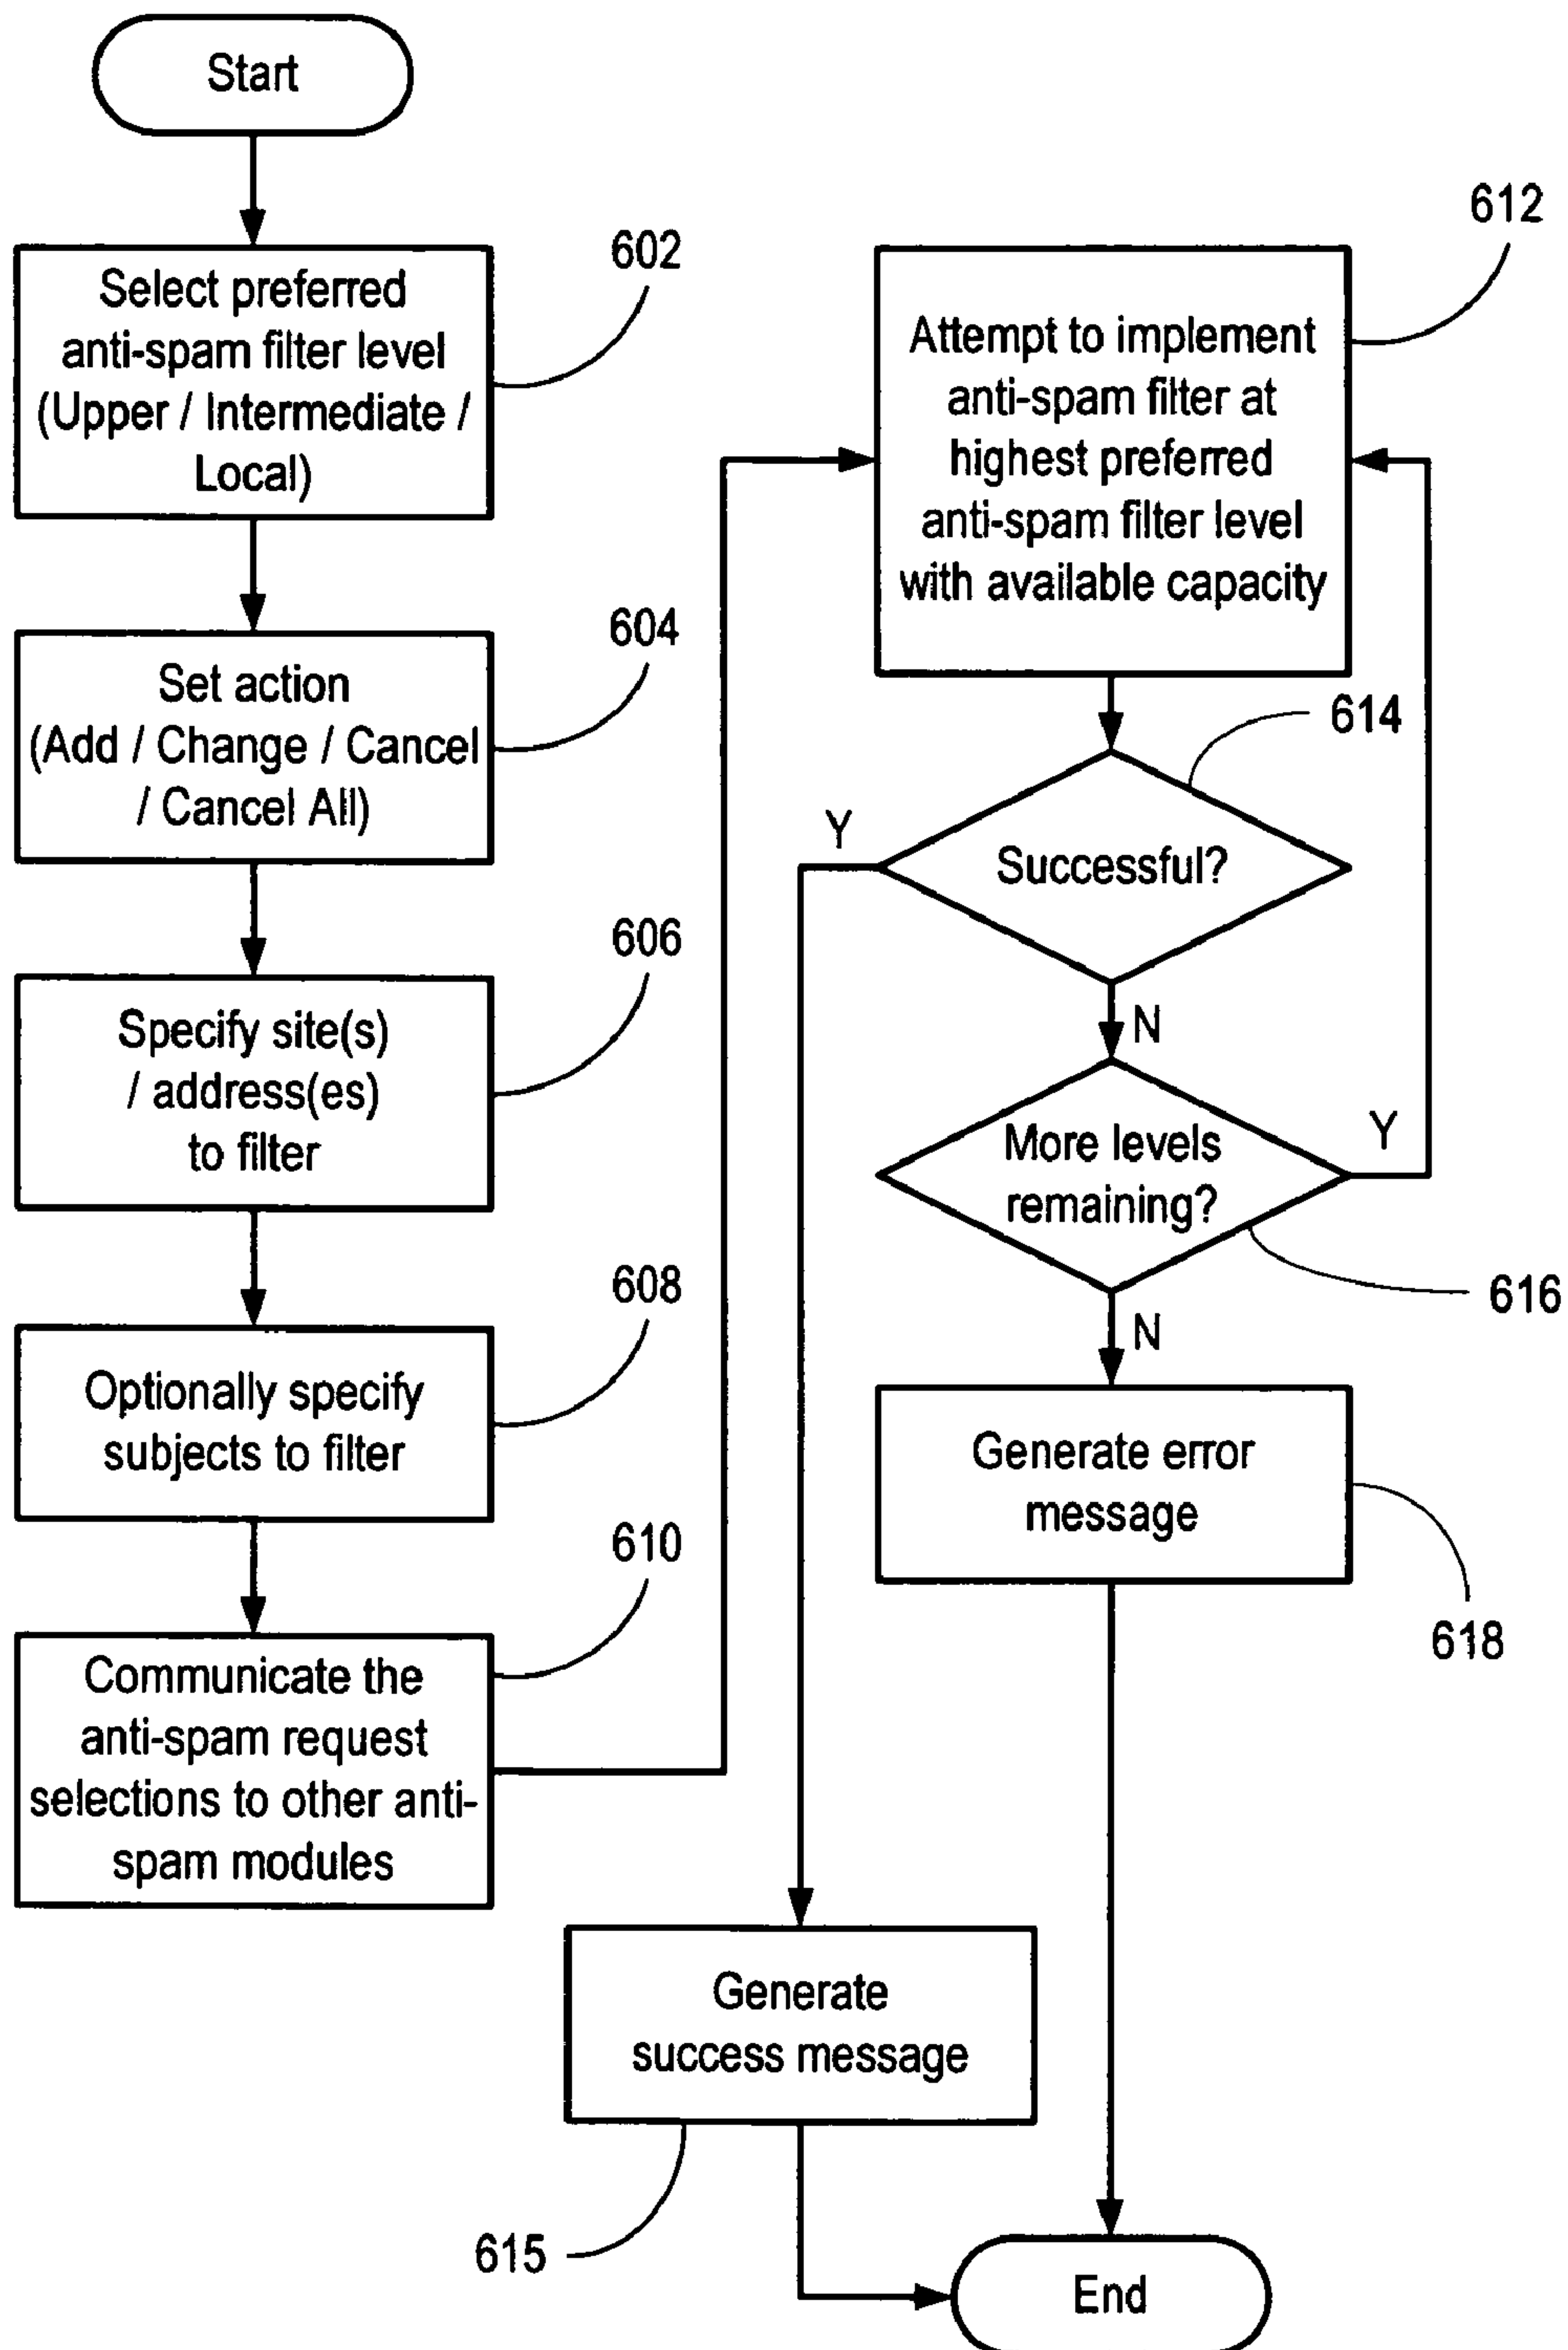 Start
602
Select preferred
anti-spam filter level
(Upper / Intermediate /
Local)
604
Set action
(Add / Change / Cancel
/ Cancel All)
606
Specify site(s)
/ address(es)
to filter
608
Optionally specify
subjects to filter
610
Communicate the
anti-spam request
selections to other anti-
spam modules
612
Attempt to implement
anti-spam filter at
highest preferred
anti-spam filter level
with available capacity
614
Y
Successful?
N
More levels
remaining?
Y
616
N
Generate error
message
618
Generate
success message
615
End